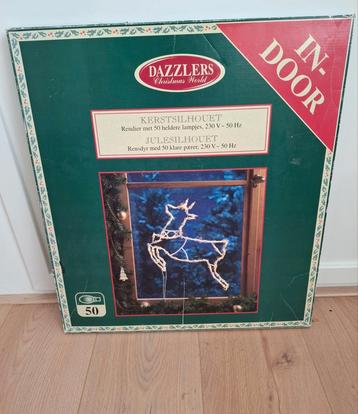 DAZZLERS
Christmas World
IN-
DOOR
KERSTSILHOUET
Rendier met 50 heldere lampjes, 230 V - 50 Hz
JULESILHOUET
Rensdyr med 50 klare pærer, 230 V - 50 Hz
50